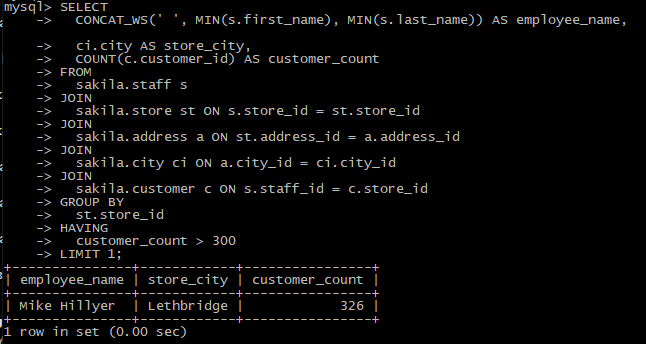 mysql> SELECT
    ->   CONCAT_WS(' ', MIN(s.first_name), MIN(s.last_name)) AS employee_name,
    ->   ci.city AS store_city,
    ->   COUNT(c.customer_id) AS customer_count
    -> FROM
    ->   sakila.staff s
    -> JOIN
    ->   sakila.store st ON s.store_id = st.store_id
    -> JOIN
    ->   sakila.address a ON st.address_id = a.address_id
    -> JOIN
    ->   sakila.city ci ON a.city_id = ci.city_id
    -> JOIN
    ->   sakila.customer c ON s.staff_id = c.store_id
    -> GROUP BY
    ->   st.store_id
    -> HAVING
    ->   customer_count > 300
    -> LIMIT 1;
+---------------+------------+----------------+
| employee_name | store_city | customer_count |
+---------------+------------+----------------+
| Mike Hillyer  | Lethbridge |            326 |
+---------------+------------+----------------+
1 row in set (0.00 sec)